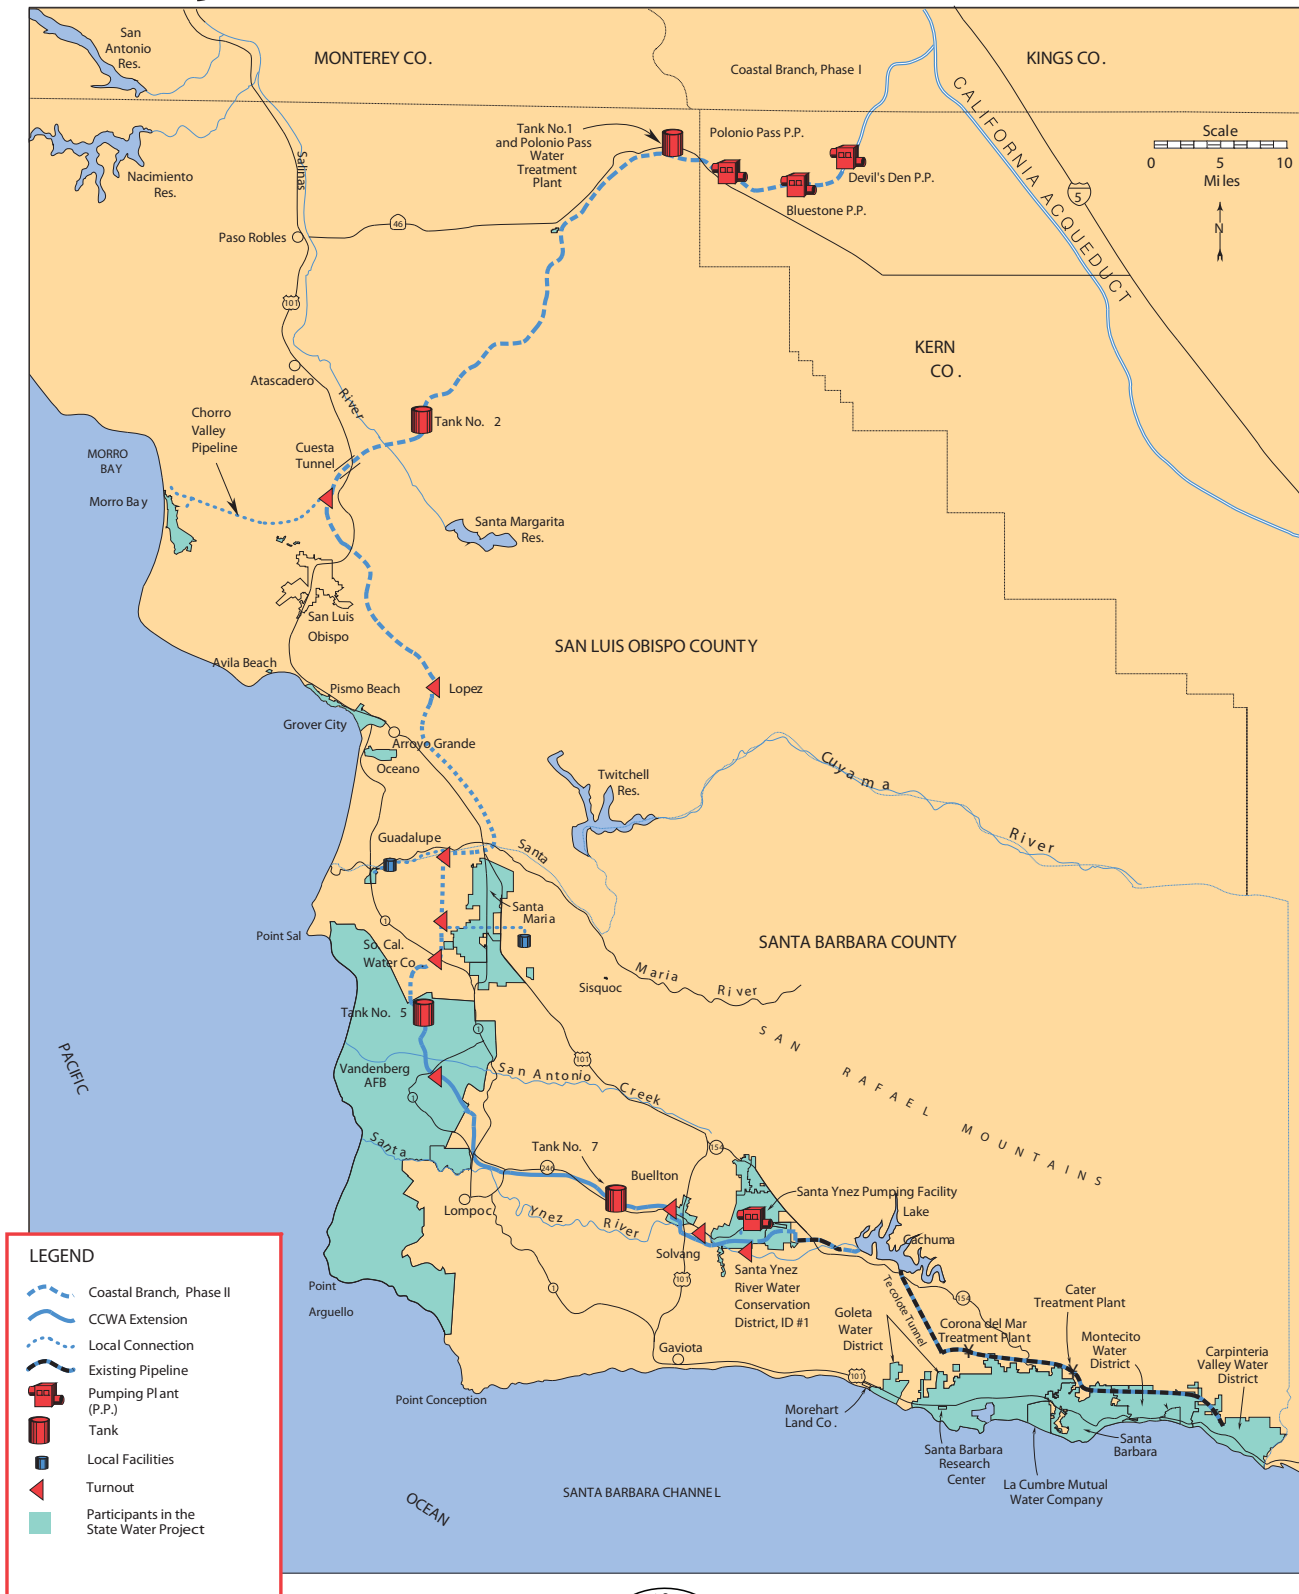 San
Antonio
Res.
MONTEREY CO.
Coastal Branch, Phase I
KINGS CO.
CALIFORNIA ACQUEDUCT
Scale
0 5 10
Miles
N
5
Tank No.1
and Polonio Pass
Water
Treatment
Plant
Polonio Pass P.P.
Devil's Den P.P.
Bluestone P.P.
Nacimiento
Res.
Salinas
River
Paso Robles
46
101
Atascadero
KERN
CO.
Chorro
Valley
Pipeline
Tank No. 2
Cuesta
Tunnel
MORRO
BAY
Morro Bay
Santa Margarita
Res.
San Luis
Obispo
SAN LUIS OBISPO COUNTY
Avila Beach
Pismo Beach
Lopez
Grover City
Arroyo Grande
Oceano
Twitchell
Res.
Cuyama
River
Guadalupe
Santa
Maria
River
Santa
Maria
1
Point Sal
So. Cal.
Water Co.
SANTA BARBARA COUNTY
Sisquoc
Tank No. 5
1
SAN
RAFAEL
MOUNTAINS
PACIFIC
OCEAN
Vandenberg
AFB
1
San Antonio
Creek
101
Santa
Ynez
River
Tank No. 7
154
246
Buellton
Santa Ynez Pumping Facility
Lake
Cachuma
Lompoc
Solvang
Santa Ynez
River Water
Conservation
District, ID #1
101
1
Tecolote Tunnel
154
Cater
Treatment Plant
Goleta
Water
District
Corona del Mar
Treatment Plant
Montecito
Water
District
Carpinteria
Valley Water
District
Point
Arguello
Gaviota
101
Point Conception
Morehart
Land Co.
Santa Barbara
Research
Center
Santa
Barbara
La Cumbre Mutual
Water Company
SANTA BARBARA CHANNEL
LEGEND
Coastal Branch, Phase II
CCWA Extension
Local Connection
Existing Pipeline
Pumping Plant
(P.P.)
Tank
Local Facilities
Turnout
Participants in the
State Water Project